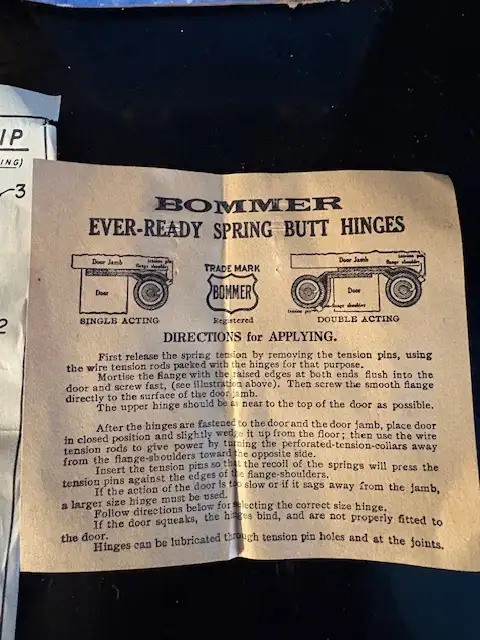 IP
ING)
3
2
BOMMER
EVER-READY SPRING BUTT HINGES
Door Jamb
Door
SINGLE ACTING
TRADE MARK
BOMMER
Registered
Door Jamb
Door
DOUBLE ACTING
DIRECTIONS for APPLYING.
First release the spring tension by removing the tension pins, using
the wire tension rods packed with the hinges for that purpose.
Mortise the flange with the raised edges at both ends flush into the
door and screw fast, (see illustration above). Then screw the smooth flange
directly to the surface of the door jamb.
The upper hinge should be as near to the top of the door as possible.
After the hinges are fastened to the door and the door jamb, place door
in closed position and slightly wedge it up from the floor; then use the wire
tension rods to give power by turning the perforated-tension-collars away
from the flange-shoulders toward the opposite side.
Insert the tension pins so that the recoil of the springs will press the
tension pins against the edges of the flange-shoulders.
If the action of the door is too slow or if it sags away from the jamb,
a larger size hinge must be used.
Follow directions below for selecting the correct size hinge.
If the door squeaks, the hinges bind, and are not properly fitted to
the door.
Hinges can be lubricated through tension pin holes and at the joints.